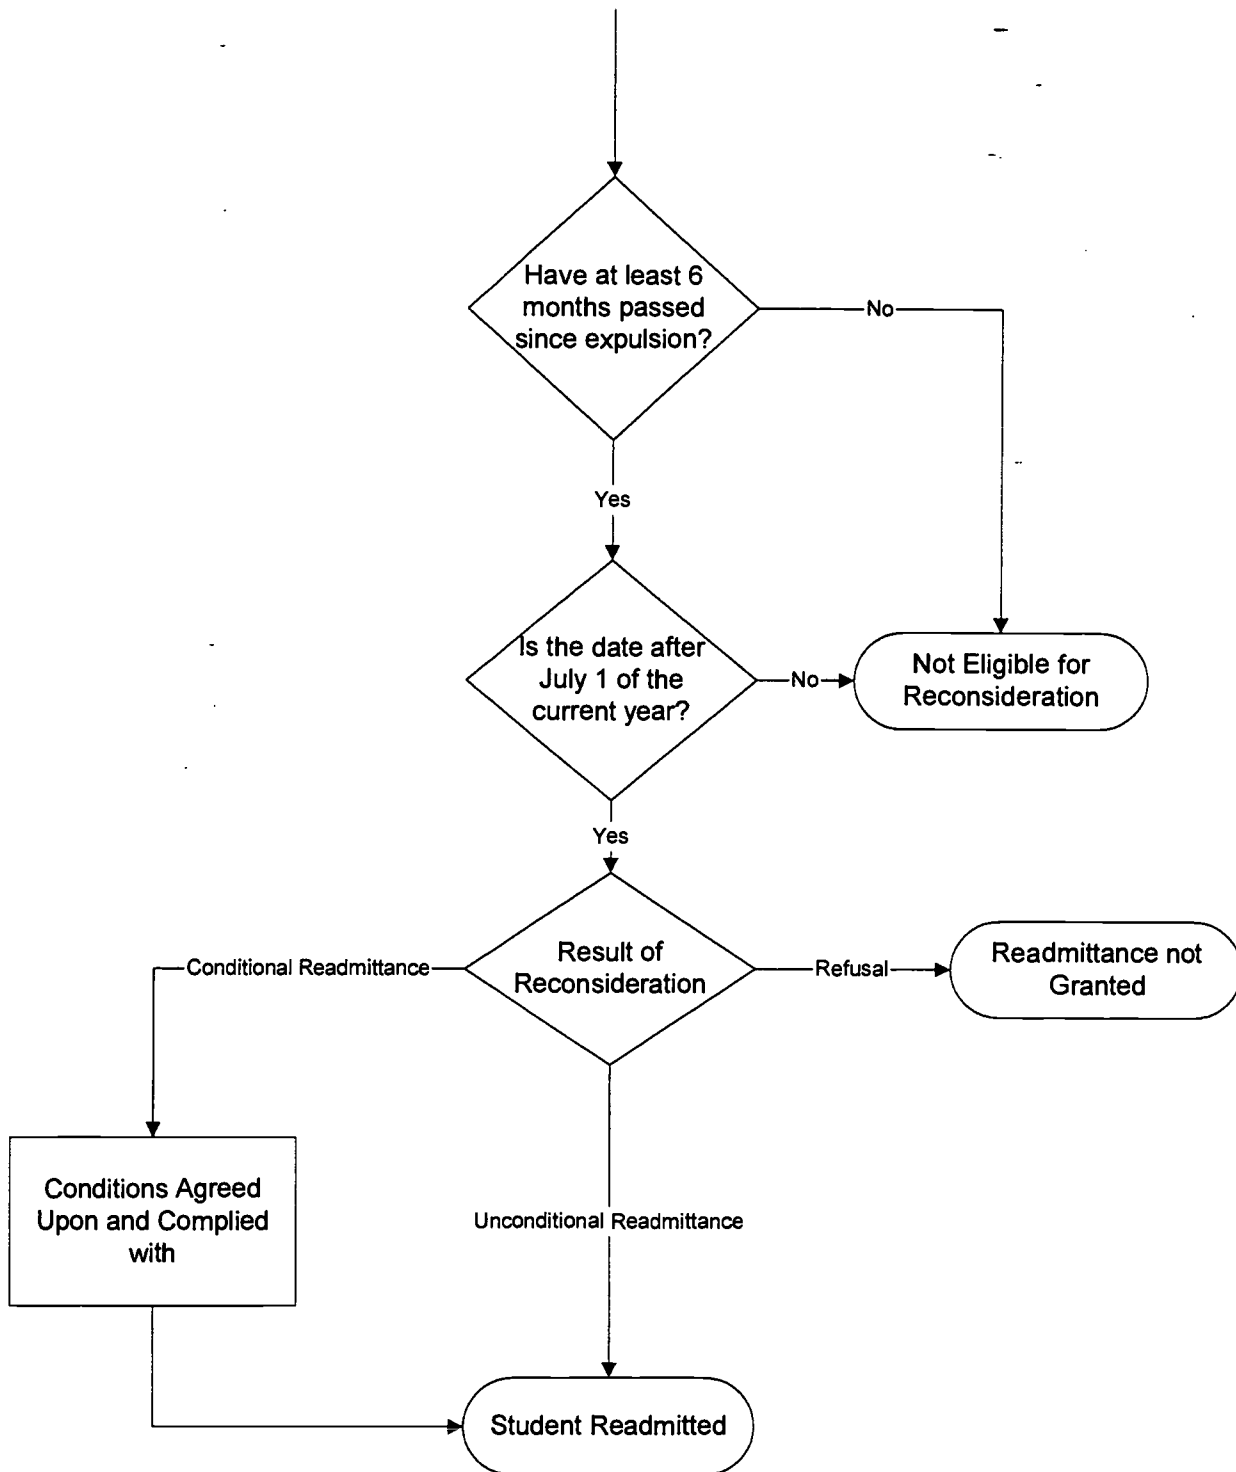 Have at least 6
months passed
since expulsion?
No
Yes
Is the date after
July 1 of the
current year?
No
Not Eligible for
Reconsideration
Yes
Conditional Readmittance
Result of
Reconsideration
Refusal
Readmittance not
Granted
Conditions Agreed
Upon and Complied
with
Unconditional Readmittance
Student Readmitted